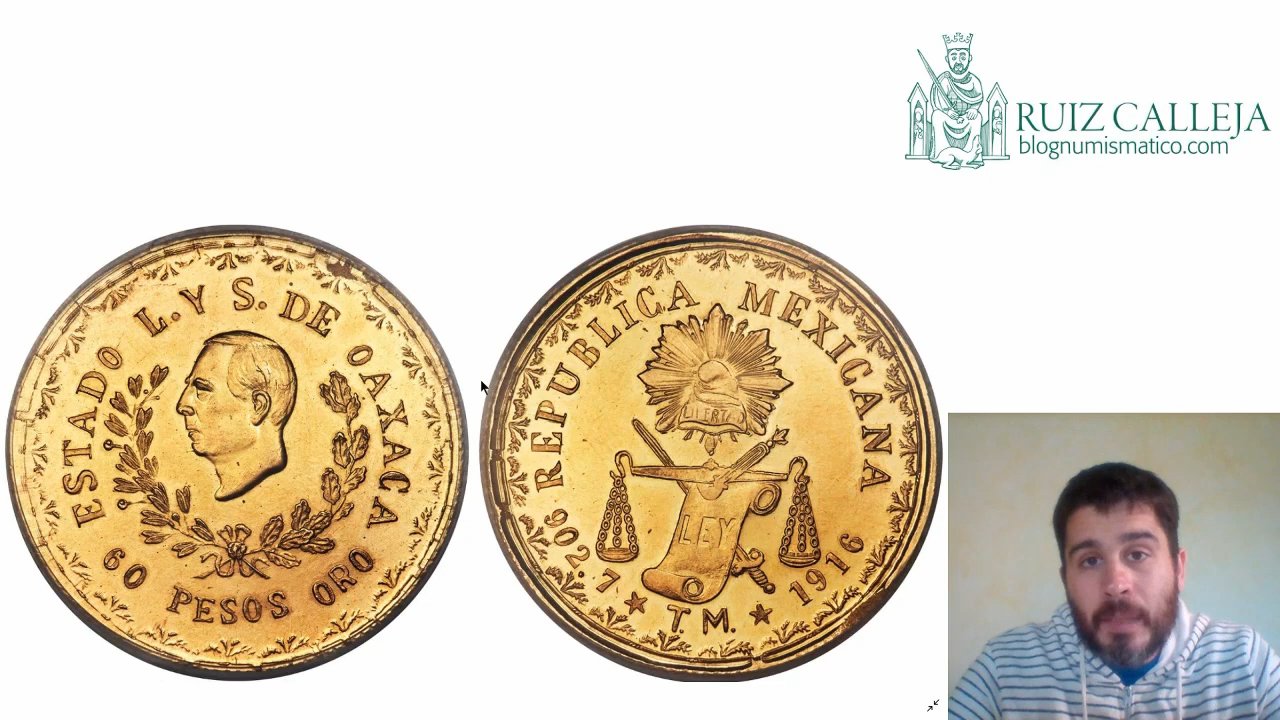 RUIZ CALLEJA
blognumismatico.com
ESTADO L. Y S. DE OAXACA
60 PESOS ORO
REPUBLICA MEXICANA
LIBERTAD
LEY
902.7 ★ T.M. ★ 1916